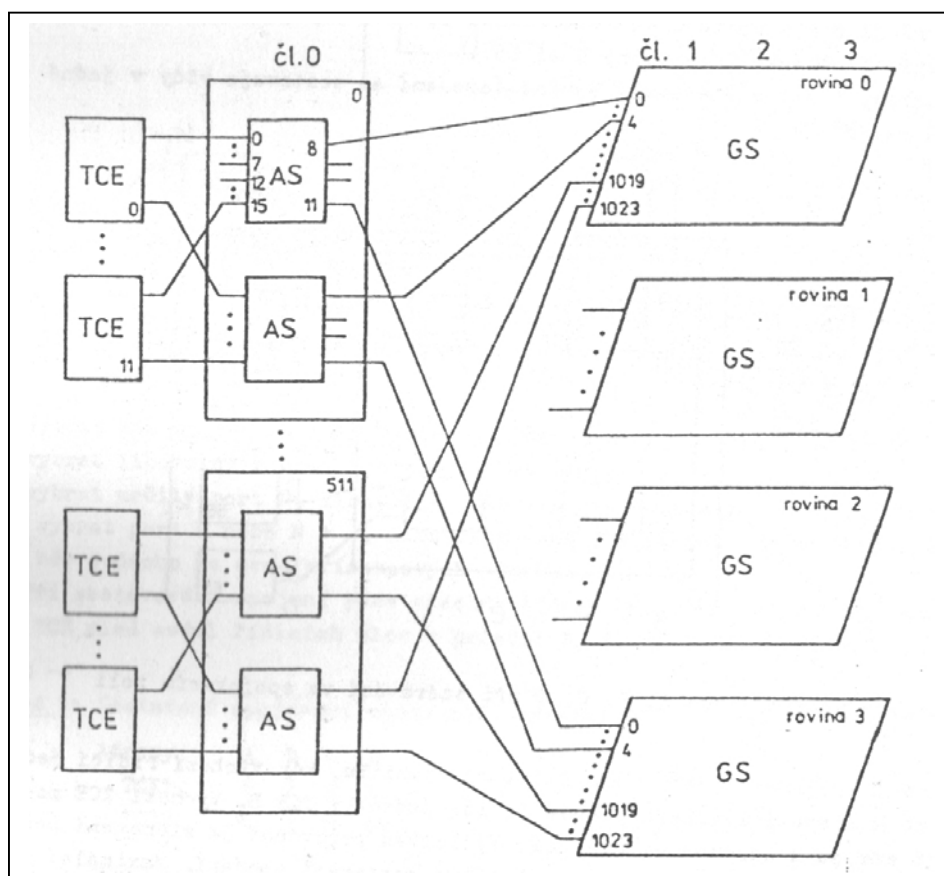 čl.0
čl. 1 2 3
0
TCE
0
0
7
12
15
AS
8
11
TCE
11
AS
511
TCE
AS
TCE
AS
rovina 0
0
4
GS
1019
1023
rovina 1
GS
rovina 2
GS
rovina 3
0
4
GS
1019
1023